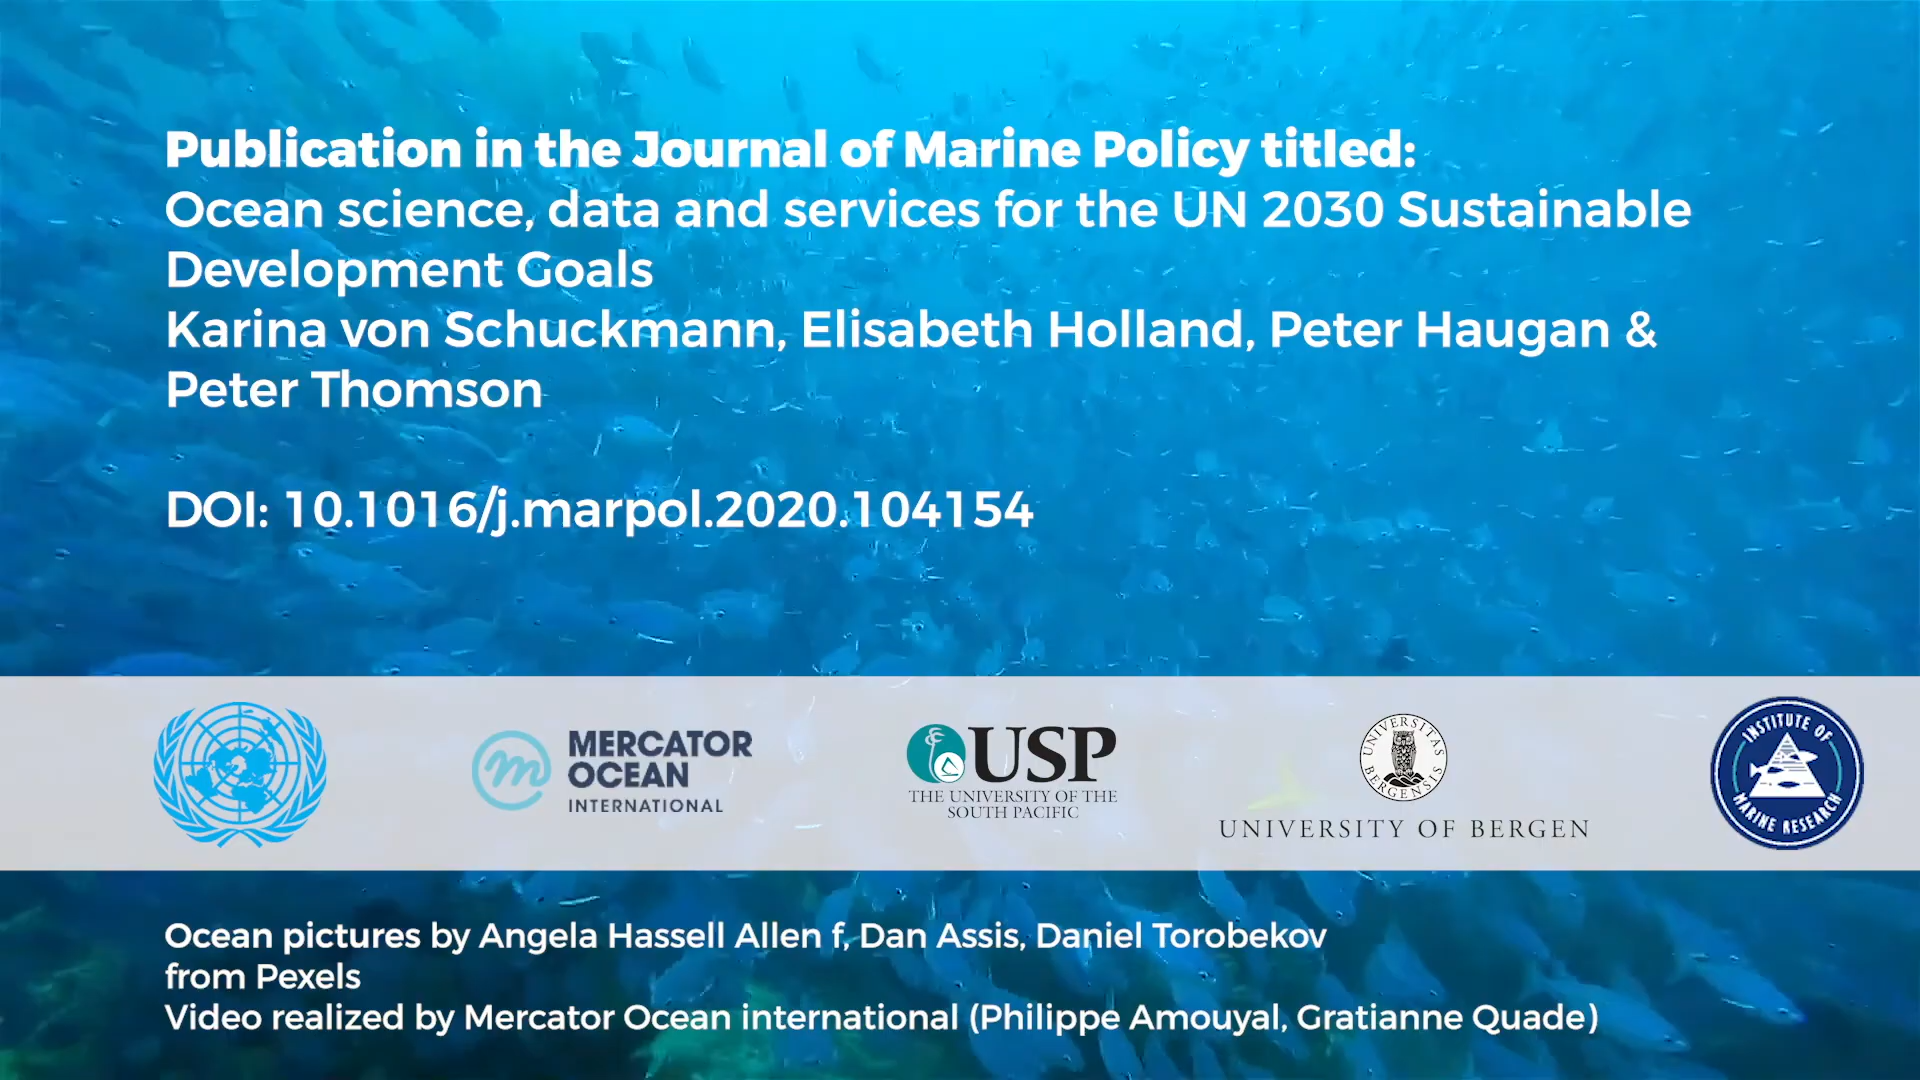 Publication in the Journal of Marine Policy titled:
Ocean science, data and services for the UN 2030 Sustainable
Development Goals
Karina von Schuckmann, Elisabeth Holland, Peter Haugan &
Peter Thomson
DOI: 10.1016/j.marpol.2020.104154
MERCATOR
OCEAN
INTERNATIONAL
USP
THE UNIVERSITY OF THE
SOUTH PACIFIC
UNIVERSITAS
BERGENSIS
UNIVERSITY OF BERGEN
INSTITUTE OF
MARINE RESEARCH
Ocean pictures by Angela Hassell Allen f, Dan Assis, Daniel Torobekov
from Pexels
Video realized by Mercator Ocean international (Philippe Amouyal, Gratianne Quade)